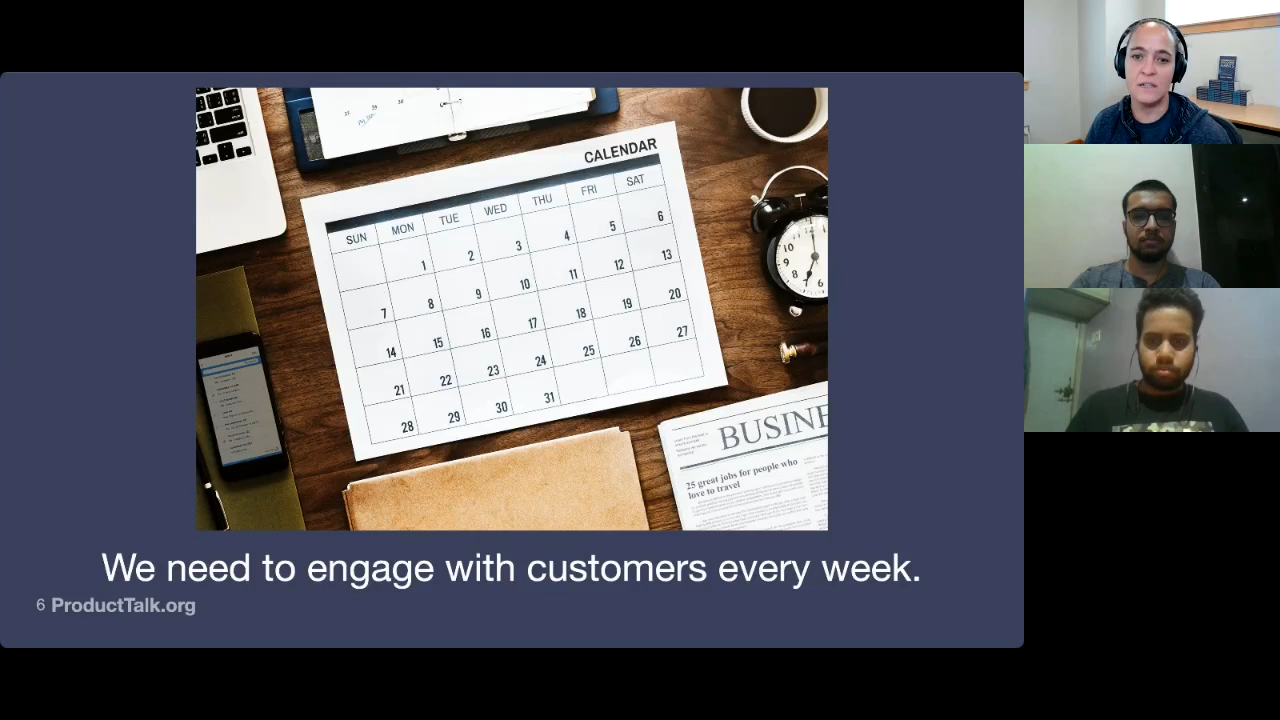 CALENDAR
SUN MON TUE WED THU FRI SAT
1 2 3 4 5 6
7 8 9 10 11 12 13
14 15 16 17 18 19 20
21 22 23 24 25 26 27
28 29 30 31
BUSINE
25 great jobs for people who
love to travel
We need to engage with customers every week.
6 ProductTalk.org